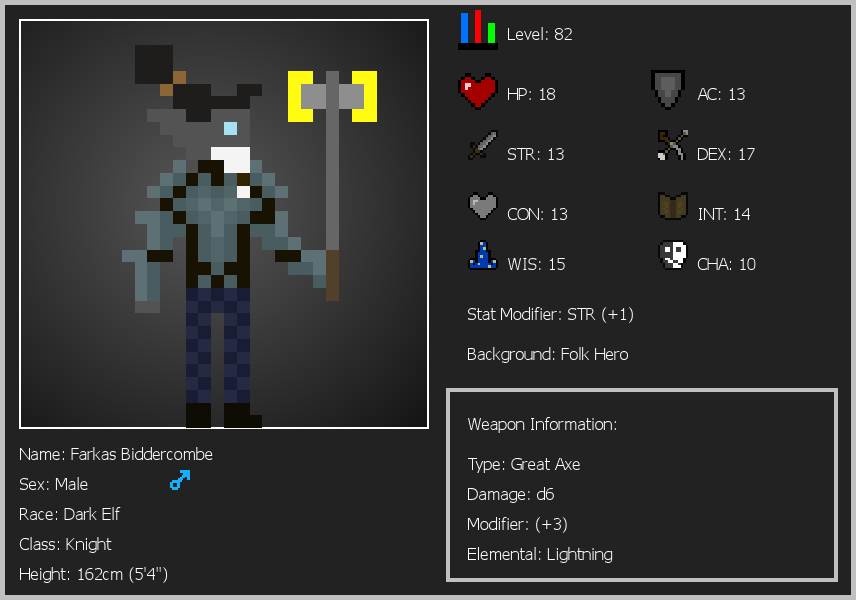 Level: 82
HP: 18
AC: 13
STR: 13
DEX: 17
CON: 13
INT: 14
WIS: 15
CHA: 10
Stat Modifier: STR (+1)
Background: Folk Hero
Weapon Information:
Type: Great Axe
Damage: d6
Modifier: (+3)
Elemental: Lightning
Name: Farkas Biddercombe
Sex: Male
Race: Dark Elf
Class: Knight
Height: 162cm (5'4")